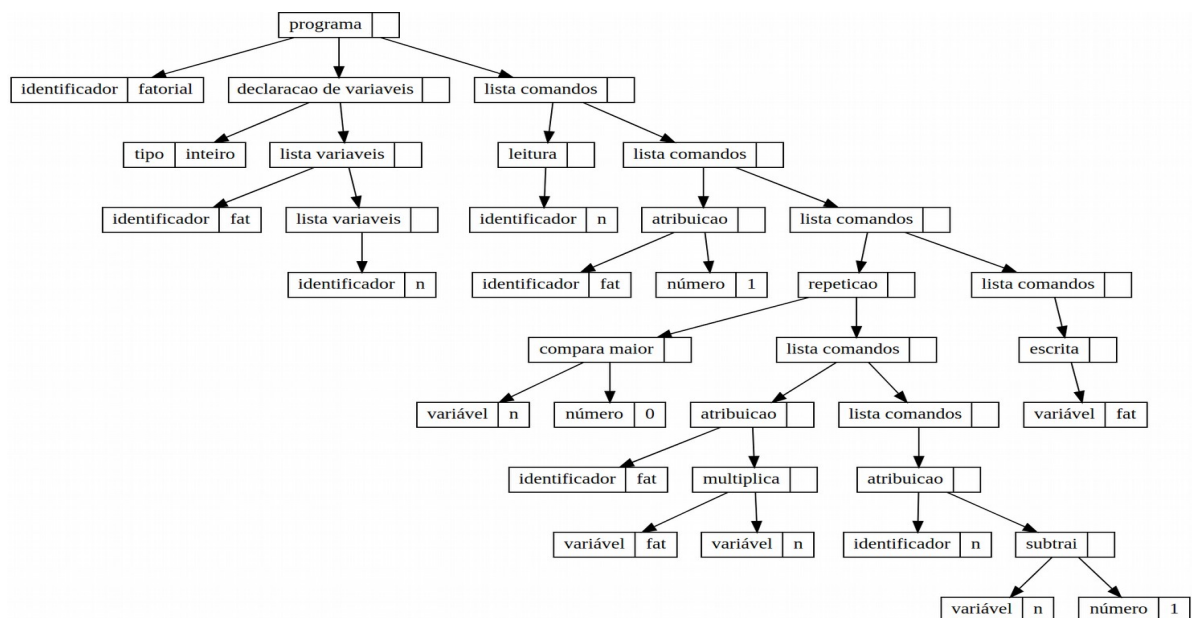 programa
identificador fatorial declaracao de variaveis lista comandos
tipo inteiro lista variaveis leitura lista comandos
identificador fat lista variaveis identificador n atribuicao lista comandos
identificador n identificador fat número 1 repeticao lista comandos
compara maior lista comandos escrita
variável n número 0 atribuicao lista comandos variável fat
identificador fat multiplica atribuicao
variável fat variável n identificador n subtrai
variável n número 1